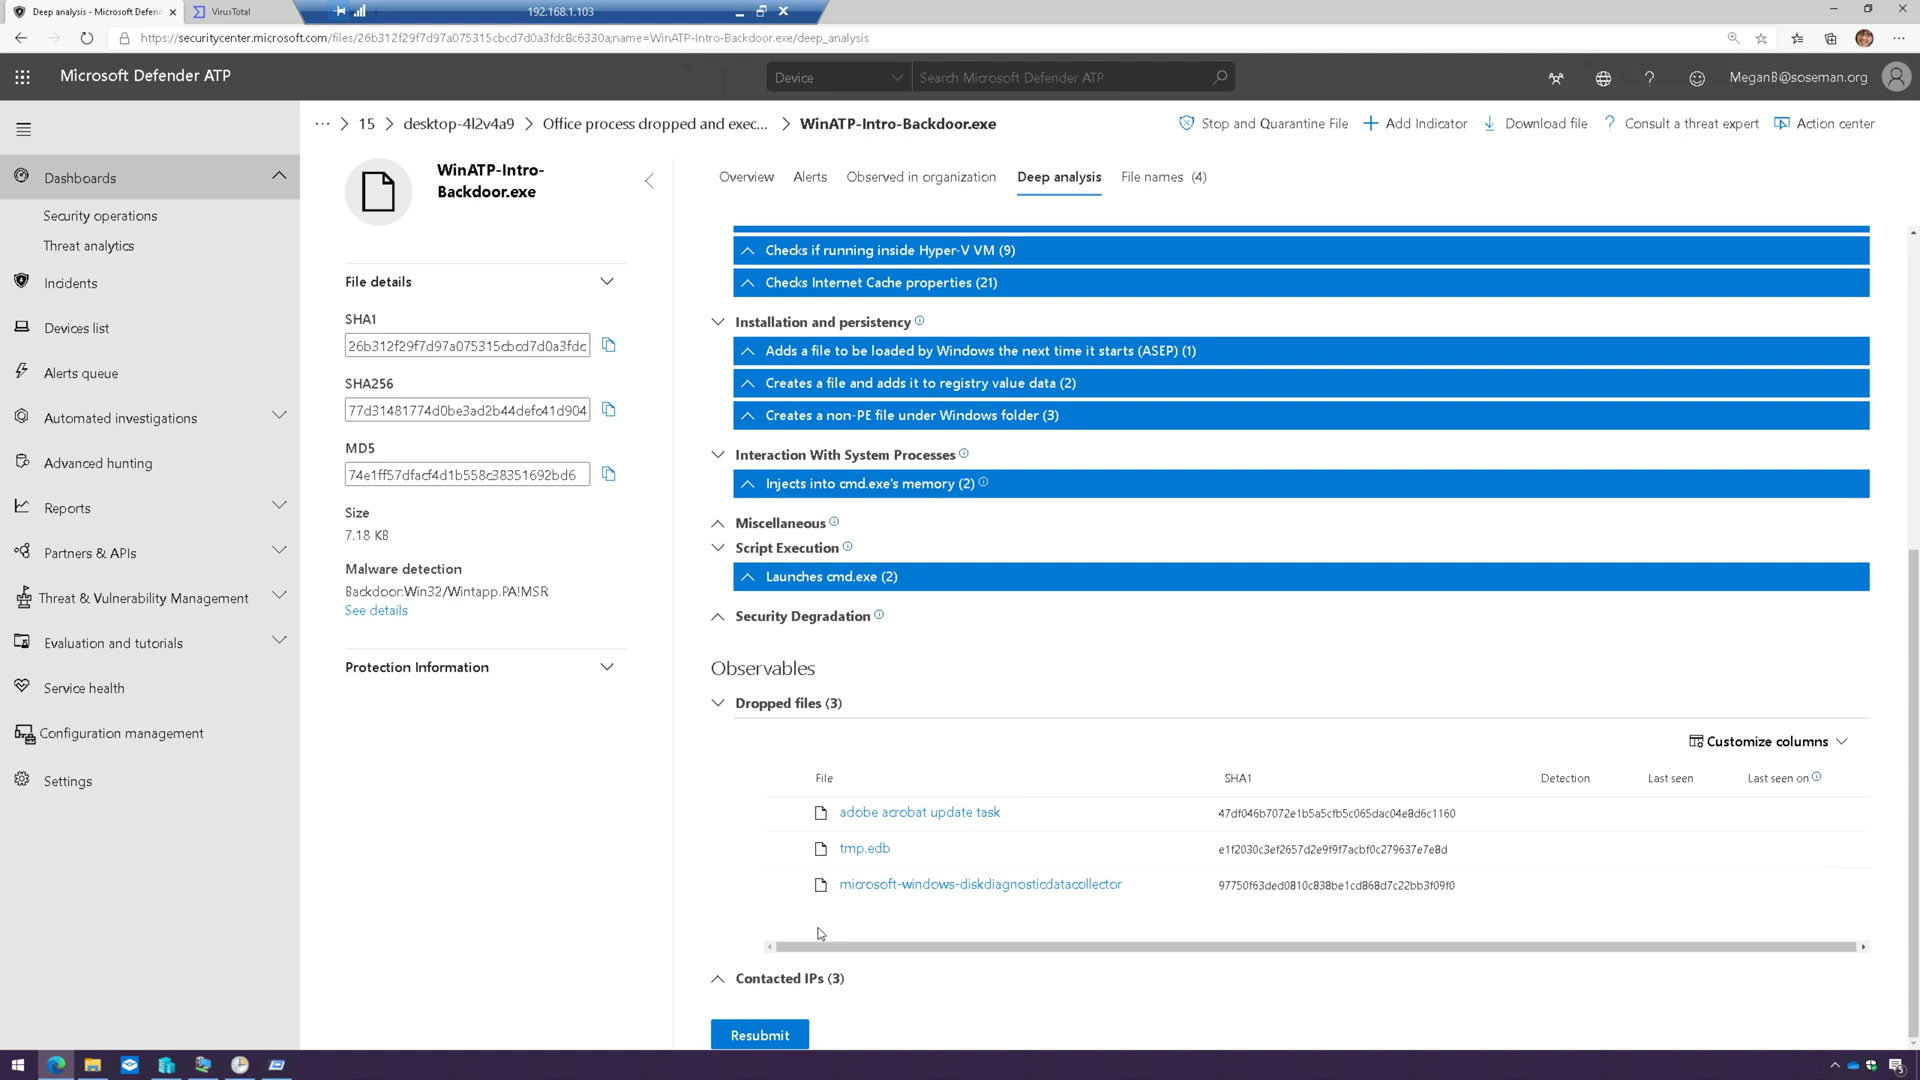 Deep analysis - Microsoft Defend
VirusTotal
192.168.1.103
https://securitycenter.microsoft.com/files/26b312f29f7d97a075315cbcd7d0a3fdc8c6330a;name=WinATP-Intro-Backdoor.exe/deep_analysis
Microsoft Defender ATP
Device
Search Microsoft Defender ATP
MeganB@soseman.org
15
desktop-4l2v4a9
Office process dropped and exec...
WinATP-Intro-Backdoor.exe
Stop and Quarantine File
Add Indicator
Download file
Consult a threat expert
Action center
Dashboards
Security operations
Threat analytics
Incidents
Devices list
Alerts queue
Automated investigations
Advanced hunting
Reports
Partners & APIs
Threat & Vulnerability Management
Evaluation and tutorials
Service health
Configuration management
Settings
WinATP-Intro-
Backdoor.exe
File details
SHA1
26b312f29f7d97a075315cbcd7d0a3fdc
SHA256
77d31481774d0be3ad2b44defc41d904
MD5
74e1ff57dfacf4d1b558c38351692bd6
Size
7.18 KB
Malware detection
Backdoor:Win32/Wintapp.PA!MSR
See details
Protection Information
Overview
Alerts
Observed in organization
Deep analysis
File names (4)
Checks if running inside Hyper-V VM (9)
Checks Internet Cache properties (21)
Installation and persistency
Adds a file to be loaded by Windows the next time it starts (ASEP) (1)
Creates a file and adds it to registry value data (2)
Creates a non-PE file under Windows folder (3)
Interaction With System Processes
Injects into cmd.exe's memory (2)
Miscellaneous
Script Execution
Launches cmd.exe (2)
Security Degradation
Observables
Dropped files (3)
Customize columns
File SHA1 Detection Last seen Last seen on
adobe acrobat update task 47df046b7072e1b5a5cfb5c065dac04e8d6c1160
tmp.edb e1f2030c3ef2657d2e9f9f7acbf0c279637e7e8d
microsoft-windows-diskdiagnosticdatacollector 97750f63ded0810c838be1cd868d7c22bb3f09f0
Contacted IPs (3)
Resubmit